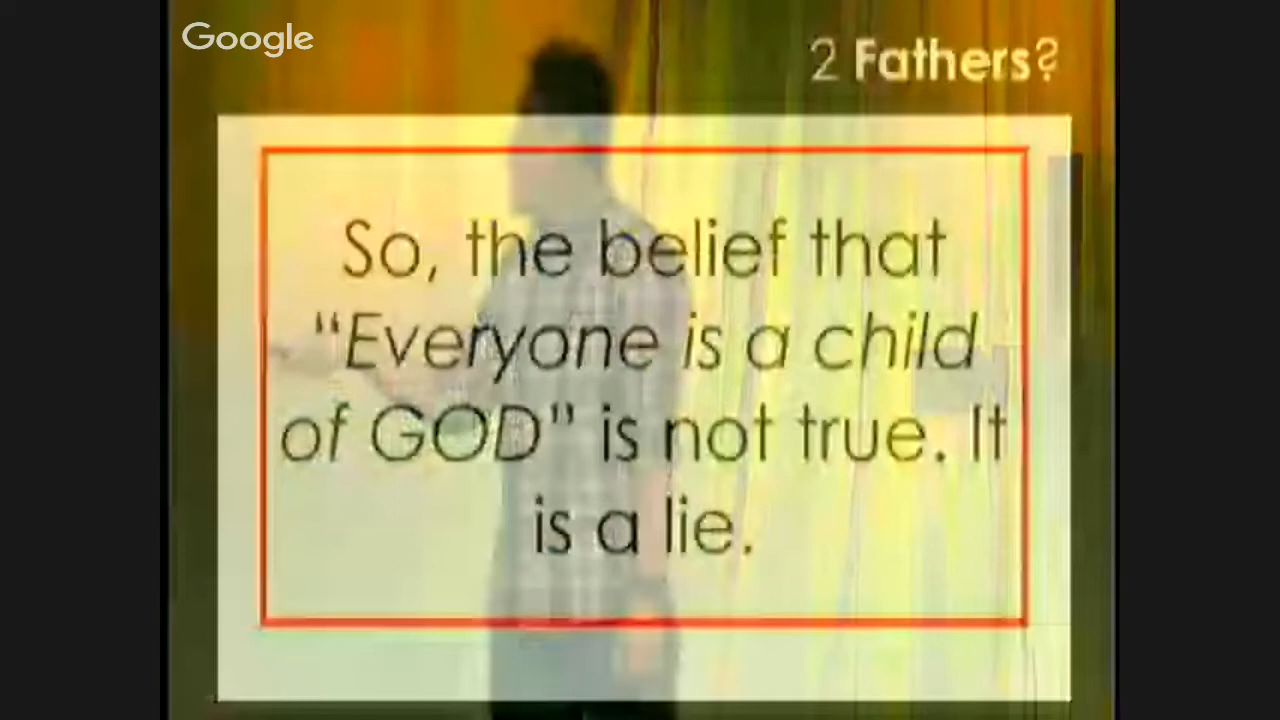 Google
2 Fathers?
So, the belief that
"Everyone is a child
of GOD" is not true. It
is a lie.